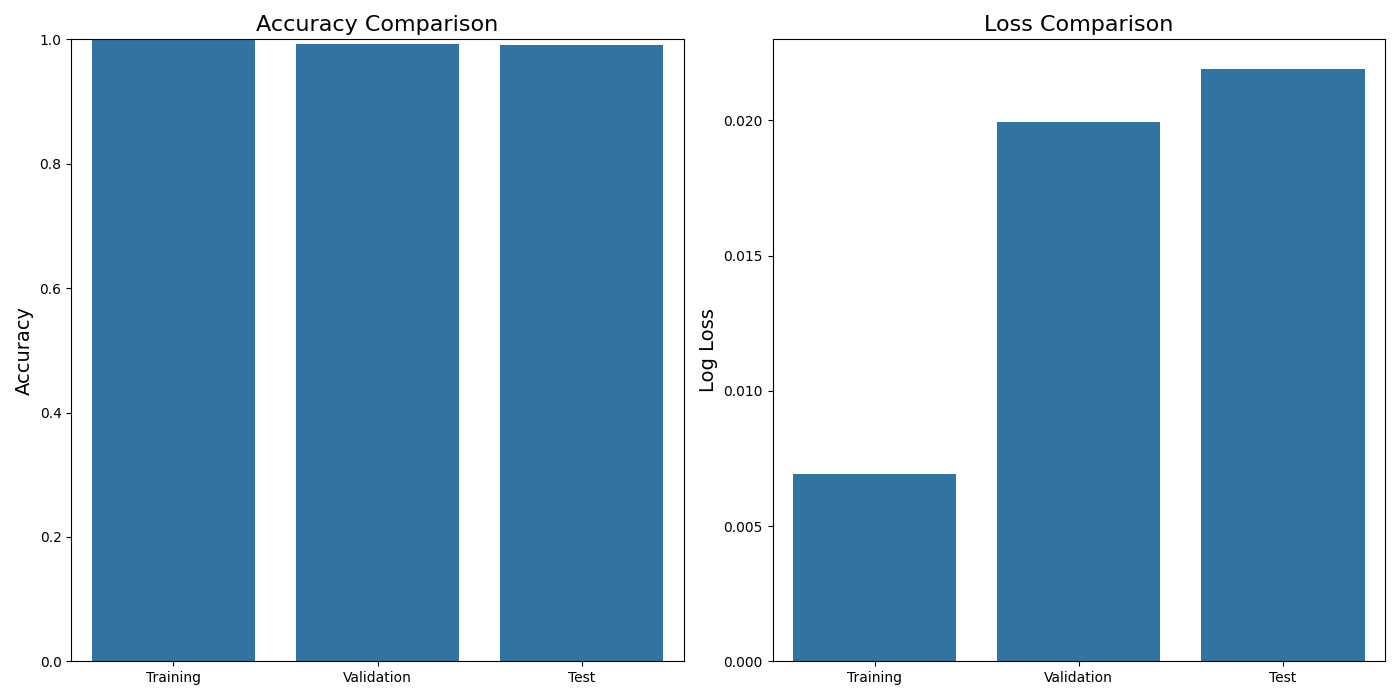 Accuracy Comparison
Accuracy
1.0
0.8
0.6
0.4
0.2
0.0
Training Validation Test
Loss Comparison
Log Loss
0.020
0.015
0.010
0.005
0.000
Training Validation Test